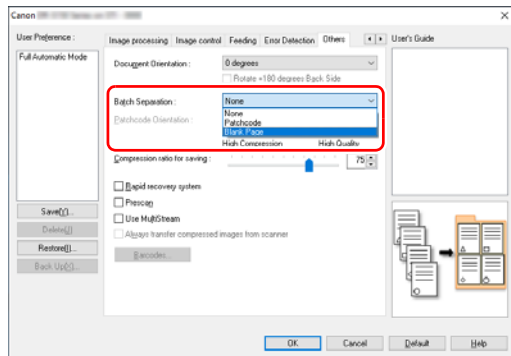 Canon
User Preference :
Full Automatic Mode
Save(Y)...
Delete(J)
Restore(I)...
Image processing Image control Feeding Error Detection Others
Document Orientation : 0 degrees
Rotate +180 degrees Back Side
Batch Separation : None
None
Patchcode Orientation : Patchcode
Blank Page
High Compression High Quality
Compression ratio for saving : 75
Rapid recovery system
Prescan
Use MultiStream
Always transfer compressed images from scanner
Barcodes...
User's Guide
OK Cancel Default Help